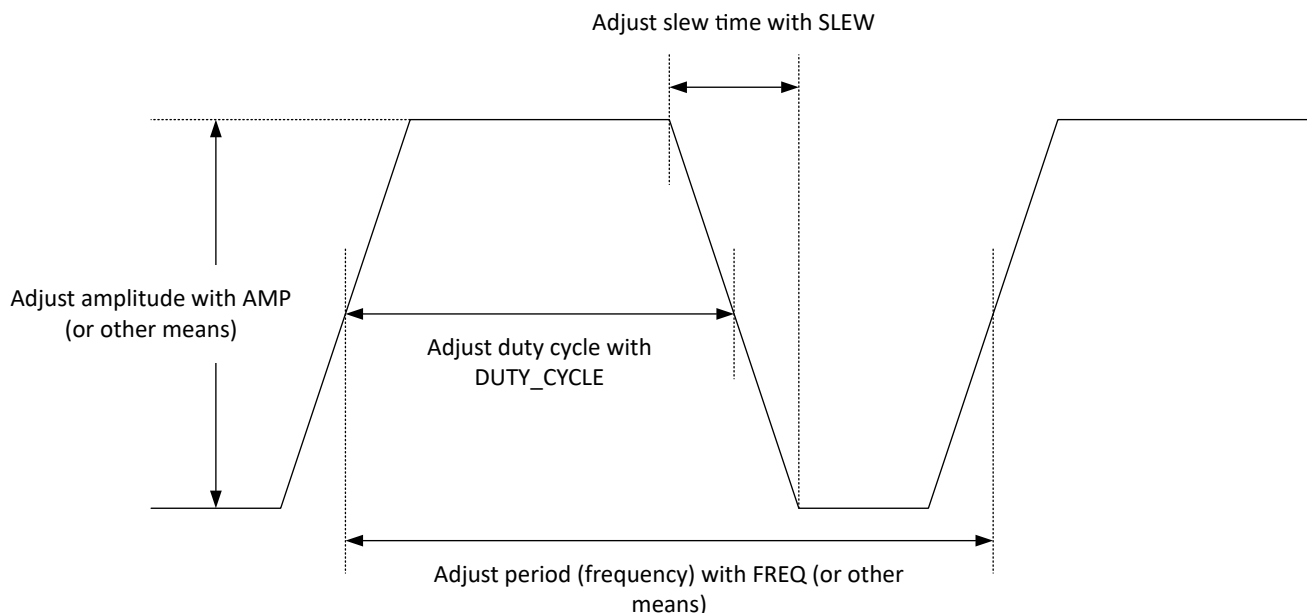 Adjust slew time with SLEW
Adjust amplitude with AMP
(or other means)
Adjust duty cycle with
DUTY_CYCLE
Adjust period (frequency) with FREQ (or other
means)